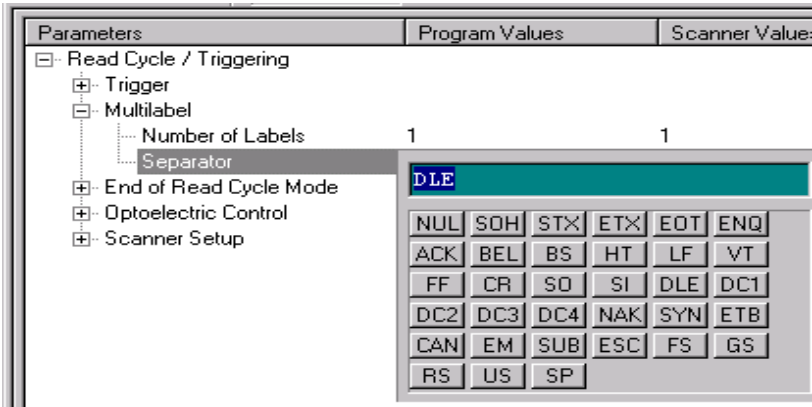 Parameters Program Values Scanner Values
Read Cycle / Triggering
Trigger
Multilabel
Number of Labels 1 1
Separator
DLE
End of Read Cycle Mode
Optoelectric Control
Scanner Setup
NUL SOH STX ETX EOT ENQ
ACK BEL BS HT LF VT
FF CR SO SI DLE DC1
DC2 DC3 DC4 NAK SYN ETB
CAN EM SUB ESC FS GS
RS US SP